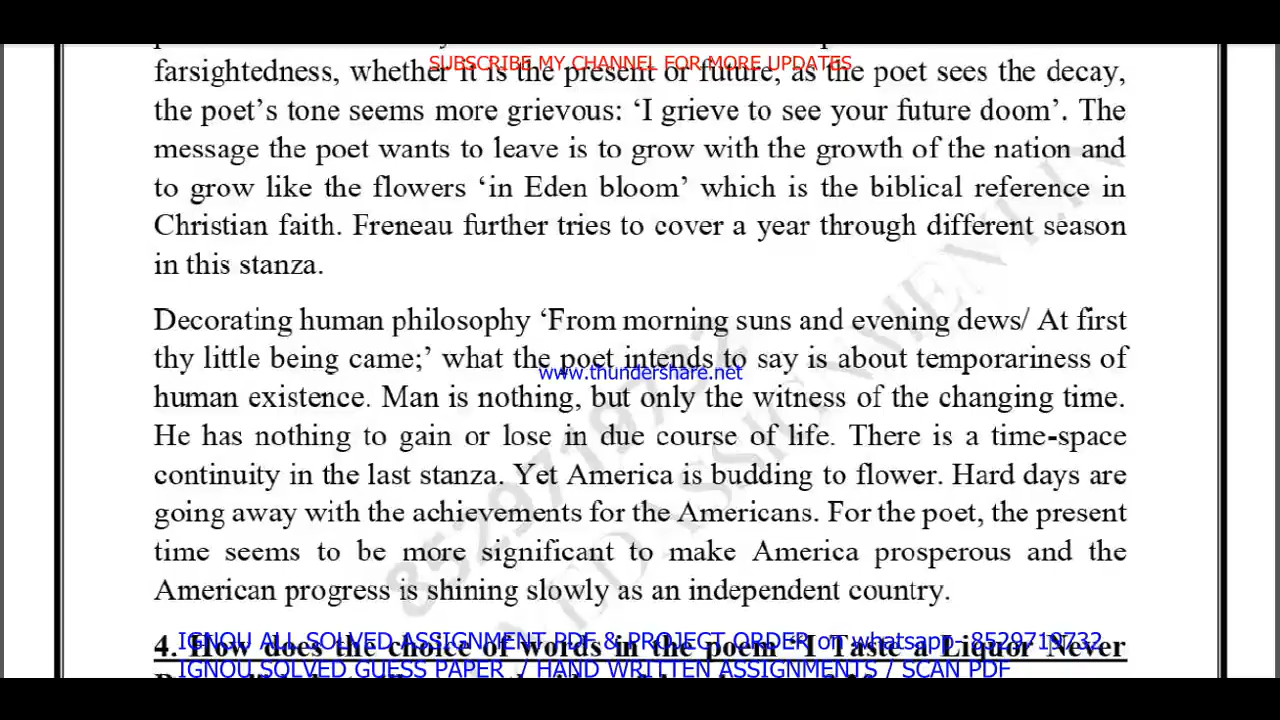 SUBSCRIBE MY CHANNEL FOR MORE UPDATES
farsightedness, whether it is the present or future, as the poet sees the decay,
the poet’s tone seems more grievous: ‘I grieve to see your future doom’. The
message the poet wants to leave is to grow with the growth of the nation and
to grow like the flowers ‘in Eden bloom’ which is the biblical reference in
Christian faith. Freneau further tries to cover a year through different season
in this stanza.
Decorating human philosophy ‘From morning suns and evening dews/ At first
thy little being came;’ what the poet intends to say is about temporariness of
www.thundershare.net
human existence. Man is nothing, but only the witness of the changing time.
He has nothing to gain or lose in due course of life. There is a time-space
continuity in the last stanza. Yet America is budding to flower. Hard days are
going away with the achievements for the Americans. For the poet, the present
time seems to be more significant to make America prosperous and the
American progress is shining slowly as an independent country.
4. How does the choice of words in the poem “I Taste a Liquor Never
IGNOU ALL SOLVED ASSIGNMENT PDF & PROJECT ORDER on whatsapp- 8529719732
IGNOU SOLVED GUESS PAPER / HAND WRITTEN ASSIGNMENTS / SCAN PDF
8529719732